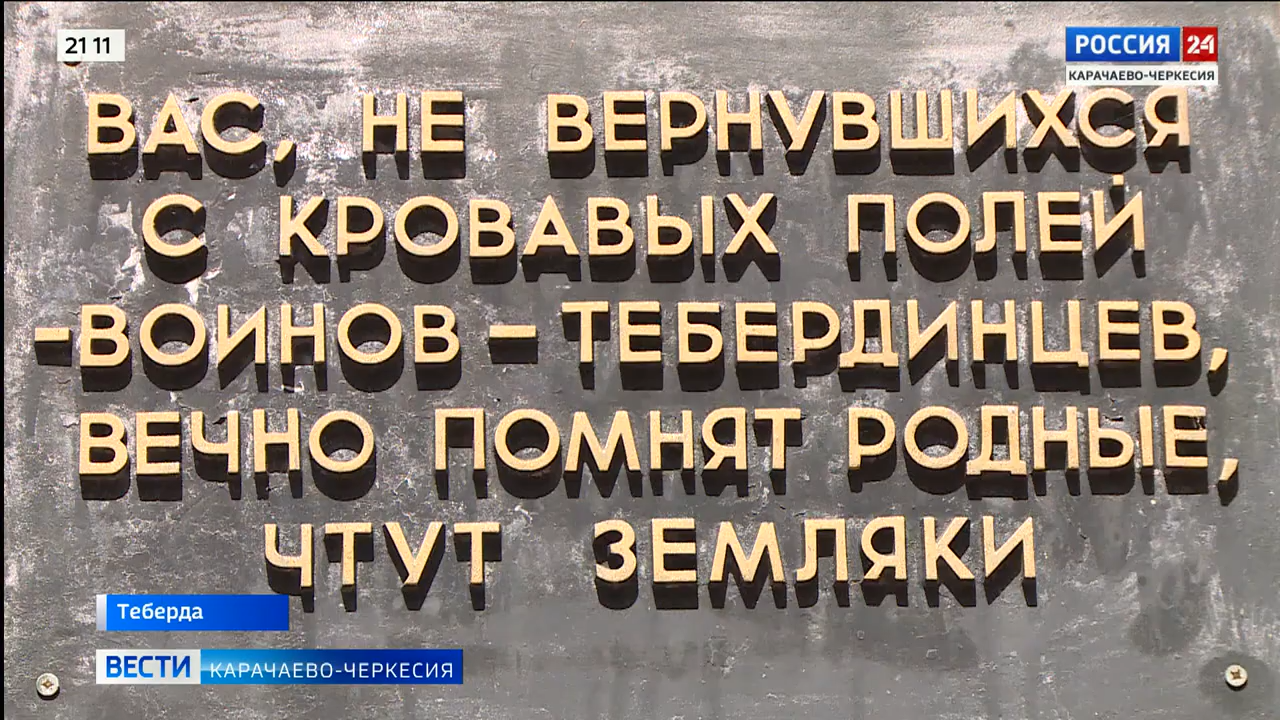 21 11
РОССИЯ 24
КАРАЧАЕВО-ЧЕРКЕСИЯ
ВАС, НЕ ВЕРНУВШИХСЯ
С КРОВАВЫХ ПОЛЕЙ
-ВОИНОВ-ТЕБЕРДИНЦЕВ,
ВЕЧНО ПОМНЯТ РОДНЫЕ,
ЧТУТ ЗЕМЛЯКИ
Теберда
ВЕСТИ КАРАЧАЕВО-ЧЕРКЕСИЯ